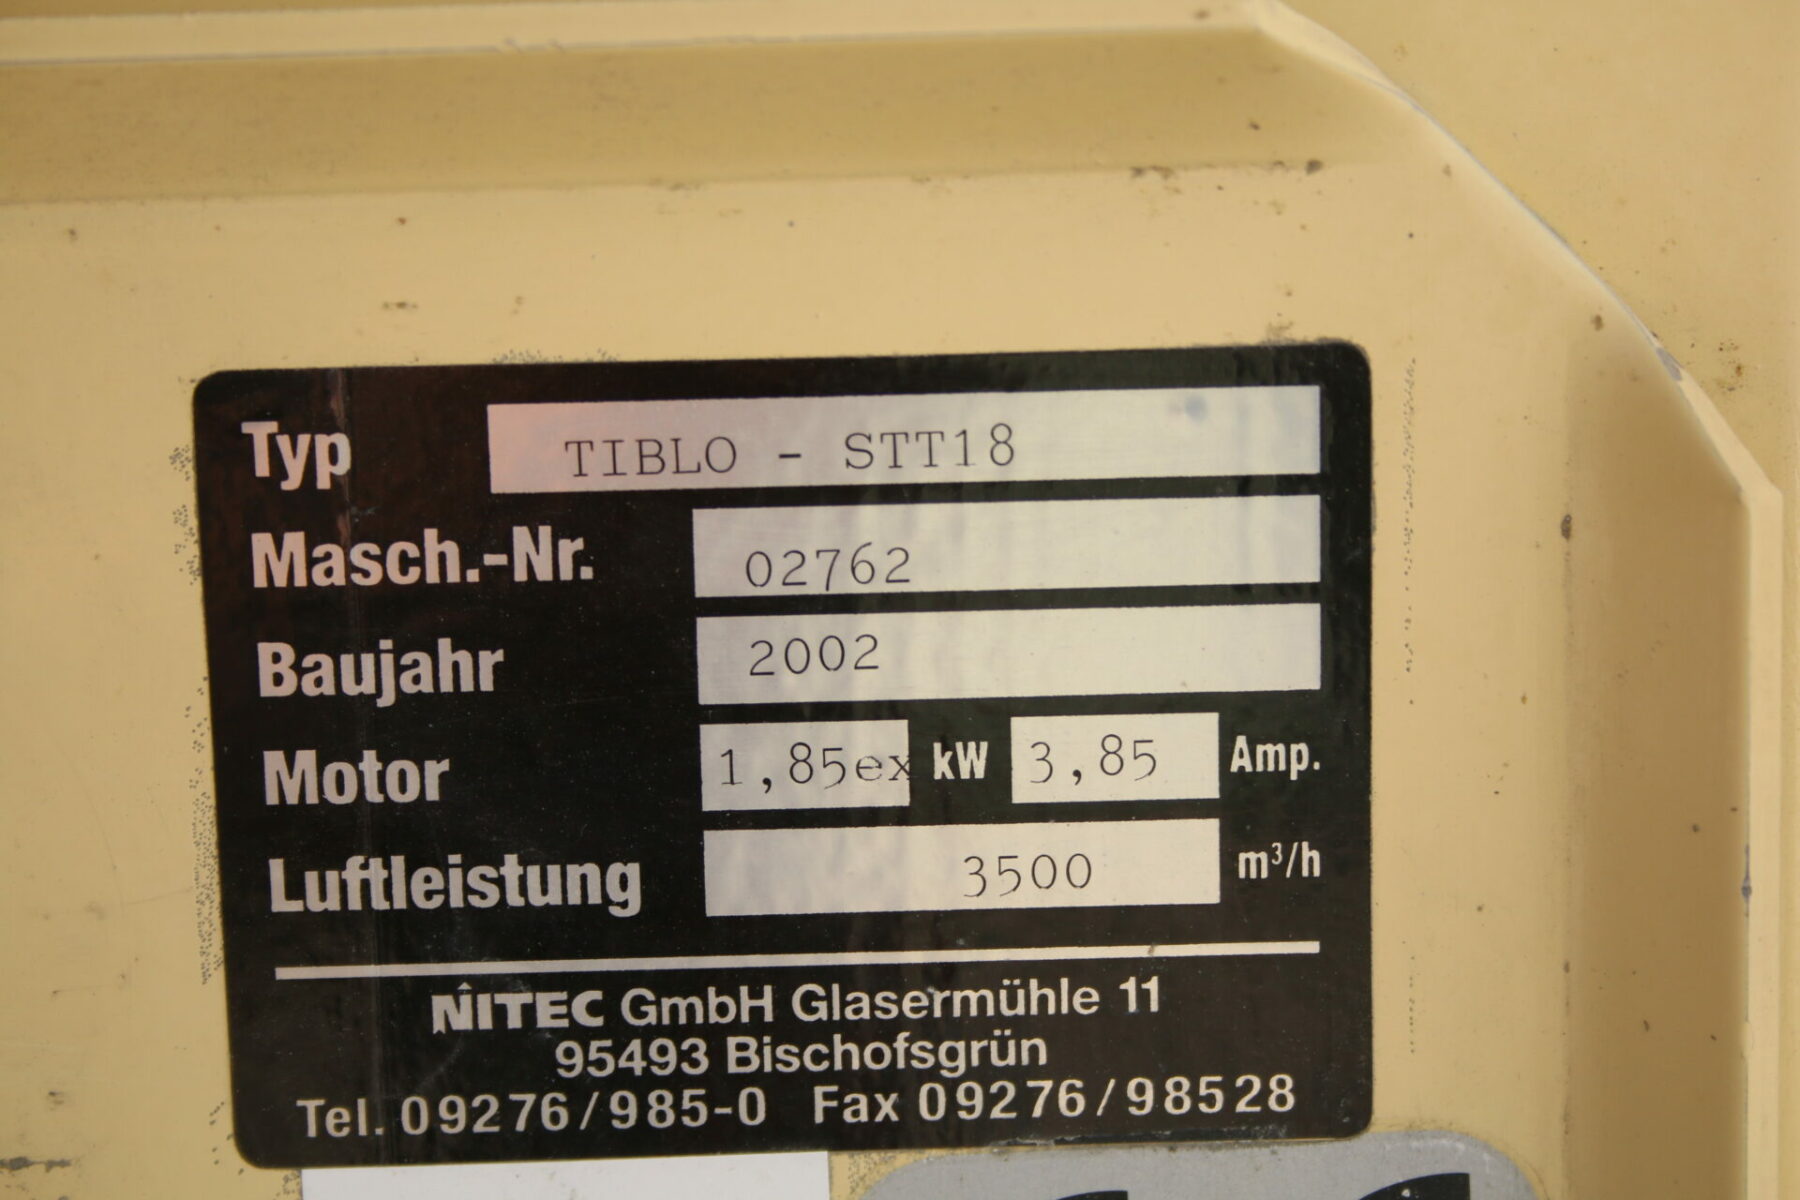 Typ TIBLO - STT18
Masch.-Nr. 02762
Baujahr 2002
Motor 1,85ex kW 3,85 Amp.
Luftleistung 3500 m³/h
NITEC GmbH Glasermühle 11
95493 Bischofsgrün
Tel. 09276/985-0 Fax 09276/98528